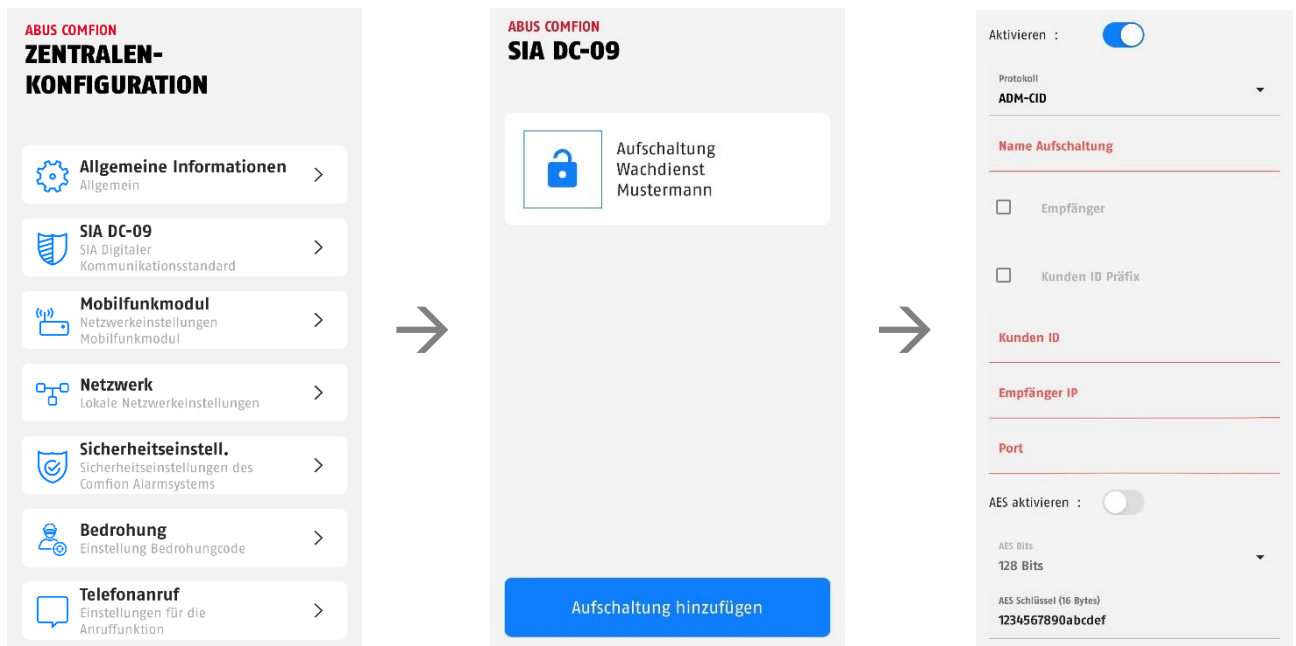 ABUS COMFION
ZENTRALEN-
KONFIGURATION
Allgemeine Informationen
Allgemein
SIA DC-09
SIA Digitaler
Kommunikationsstandard
Mobilfunkmodul
Netzwerkeinstellungen
Mobilfunkmodul
Netzwerk
Lokale Netzwerkeinstellungen
Sicherheitseinstell.
Sicherheitseinstellungen des
Comfion Alarmsystems
Bedrohung
Einstellung Bedrohungcode
Telefonanruf
Einstellungen für die
Anruffunktion
ABUS COMFION
SIA DC-09
Aufschaltung
Wachdienst
Mustermann
Aufschaltung hinzufügen
Aktivieren :
Protokoll
ADM-CID
Name Aufschaltung
Empfänger
Kunden ID Präfix
Kunden ID
Empfänger IP
Port
AES aktivieren :
AES Bits
128 Bits
AES Schlüssel (16 Bytes)
1234567890abcdef